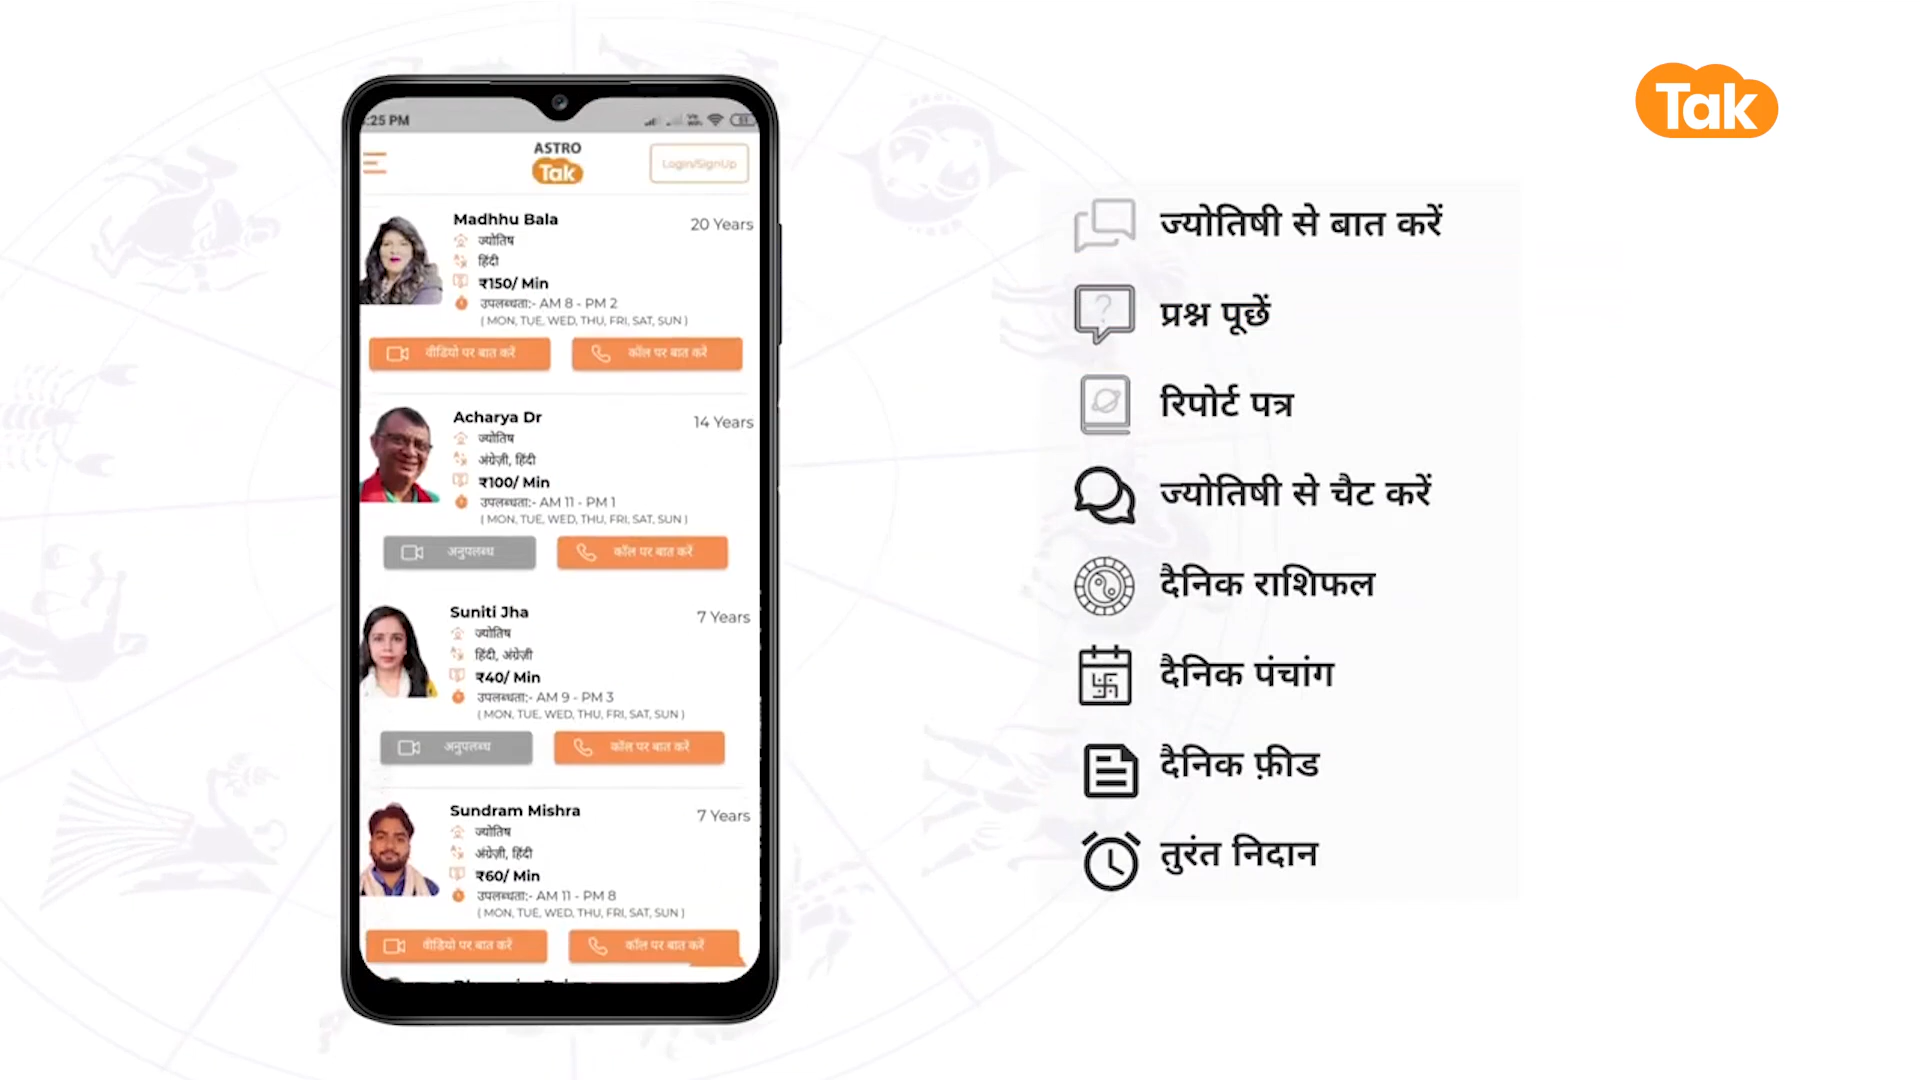 :25 PM
ASTRO
Tak
Login/SignUp
Madhhu Bala
20 Years
ज्योतिष
हिंदी
₹150/ Min
उपलब्धता:- AM 8 - PM 2
( MON, TUE, WED, THU, FRI, SAT, SUN )
वीडियो पर बात करें
कॉल पर बात करें
Acharya Dr
14 Years
ज्योतिष
अंग्रेज़ी, हिंदी
₹100/ Min
उपलब्धता:- AM 11 - PM 1
( MON, TUE, WED, THU, FRI, SAT, SUN )
अनुपलब्ध
कॉल पर बात करें
Suniti Jha
7 Years
ज्योतिष
हिंदी, अंग्रेज़ी
₹40/ Min
उपलब्धता:- AM 9 - PM 3
( MON, TUE, WED, THU, FRI, SAT, SUN )
अनुपलब्ध
कॉल पर बात करें
Sundram Mishra
7 Years
ज्योतिष
अंग्रेज़ी, हिंदी
₹60/ Min
उपलब्धता:- AM 11 - PM 8
( MON, TUE, WED, THU, FRI, SAT, SUN )
वीडियो पर बात करें
कॉल पर बात करें
Tak
ज्योतिषी से बात करें
प्रश्न पूछें
रिपोर्ट पत्र
ज्योतिषी से चैट करें
दैनिक राशिफल
दैनिक पंचांग
दैनिक फ़ीड
तुरंत निदान